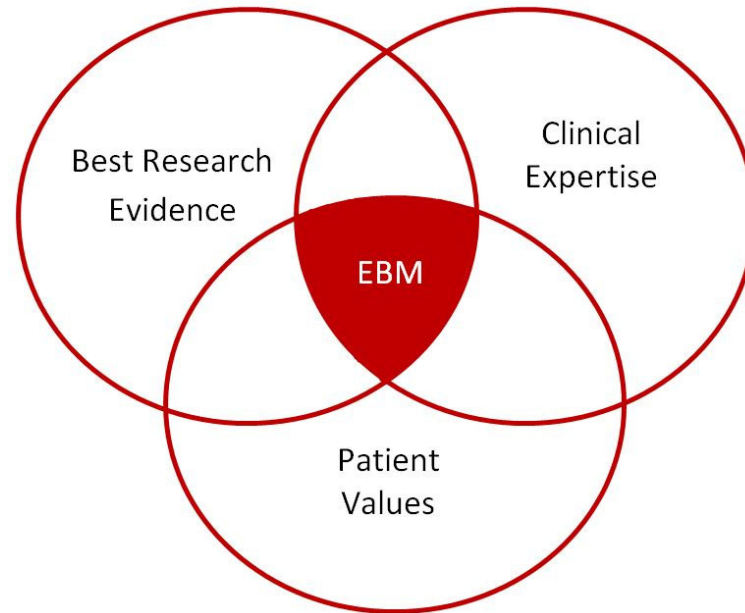 Best Research
Evidence
Clinical
Expertise
EBM
Patient
Values